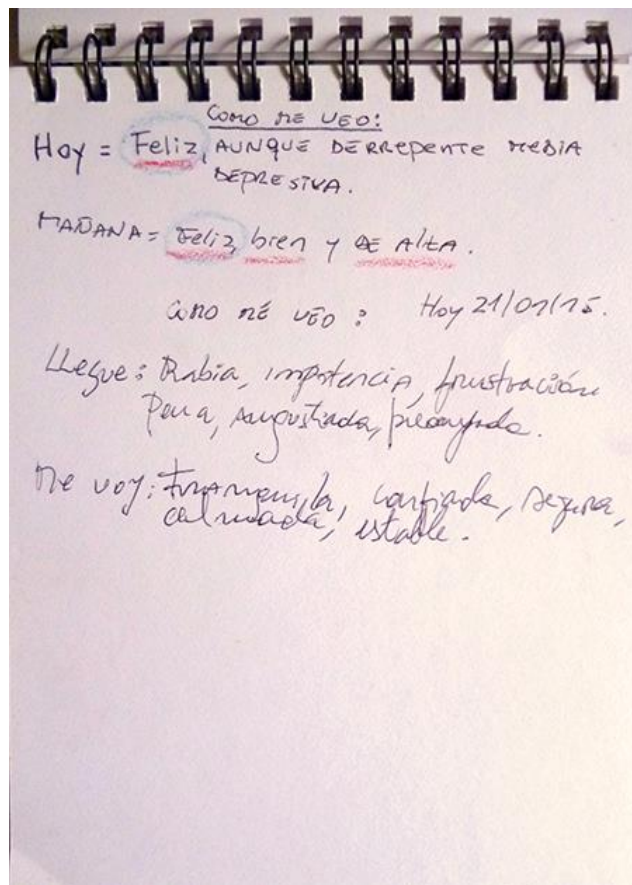 COMO ME VEO:
Hoy = Feliz, AUNQUE DERREPENTE MEDIA
DEPRESIVA.
MAÑANA = Feliz, bien y DE AltA.
COMO ME VEO : Hoy 21/01/15.
Llegue : Rabia, impotencia, frustración
Pena, Angustiada, preocupada.
Me voy : Tranquila, confiada, segura,
calmada, estable.